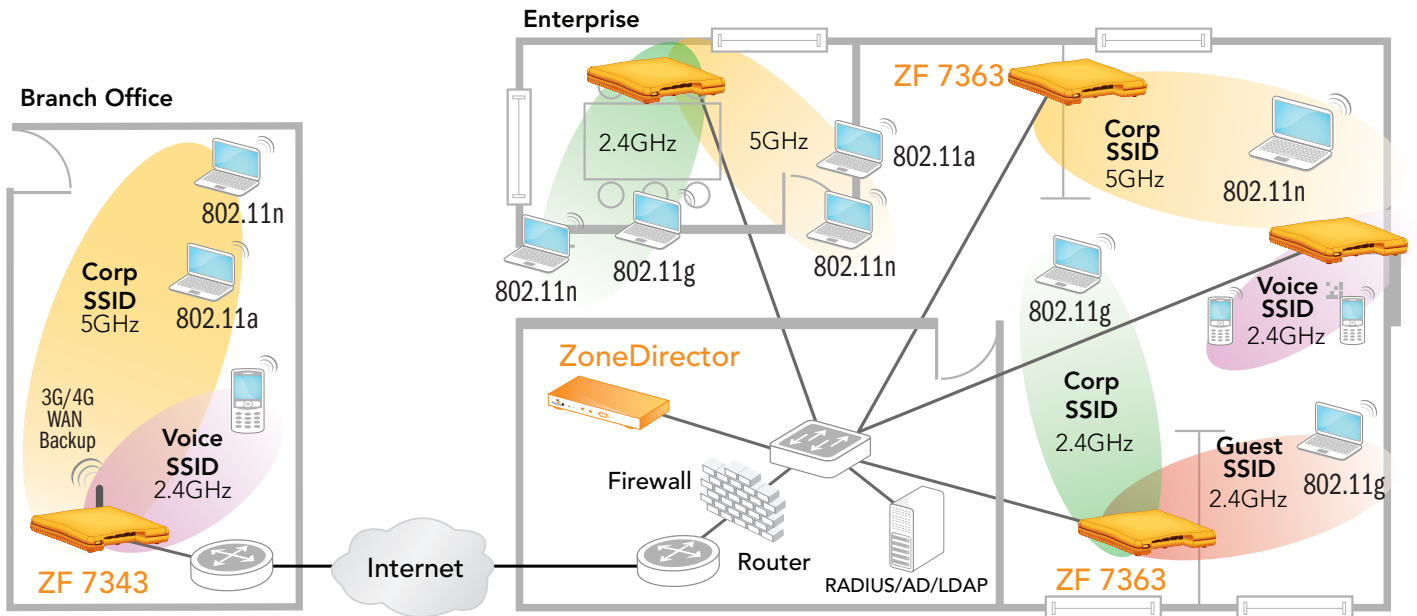 Branch Office
802.11n
Corp
SSID
5GHz
802.11a
3G/4G
WAN
Backup
Voice
SSID
2.4GHz
ZF 7343
Internet
Enterprise
2.4GHz
5GHz
802.11a
802.11n
802.11g
802.11n
ZF 7363
Corp
SSID
5GHz
802.11n
Voice
SSID
2.4GHz
802.11g
Corp
SSID
2.4GHz
Guest
SSID
2.4GHz
802.11g
ZF 7363
ZoneDirector
Firewall
Router
RADIUS/AD/LDAP